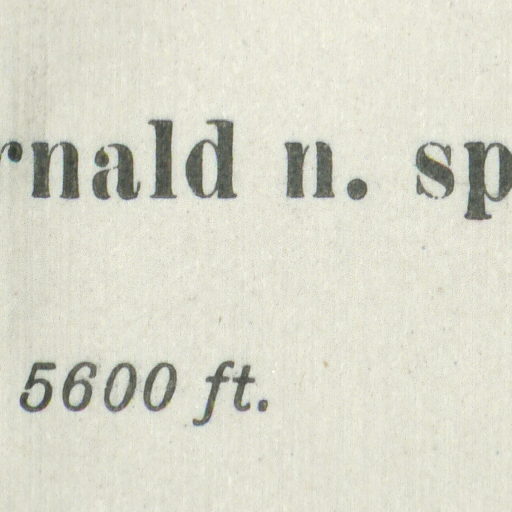 rnald n. sp
5600 ft.